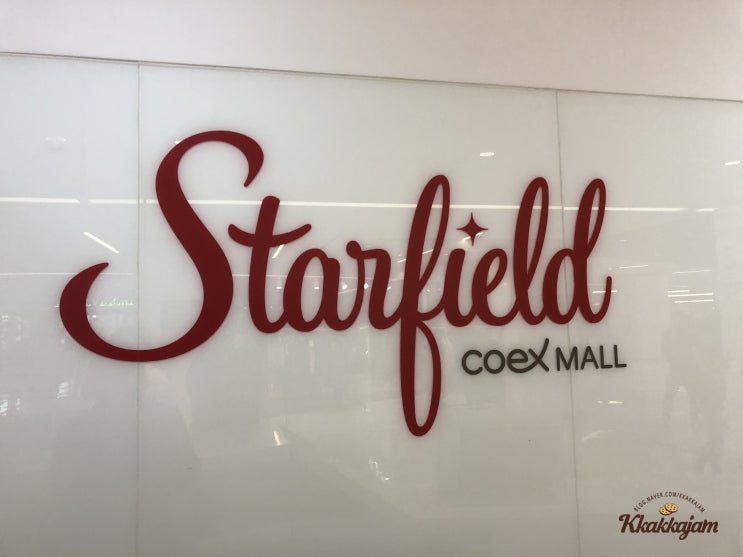 Starfield
coex MALL
BLOG.NAVER.COM/KKAKKAJAM
Kkakkajam